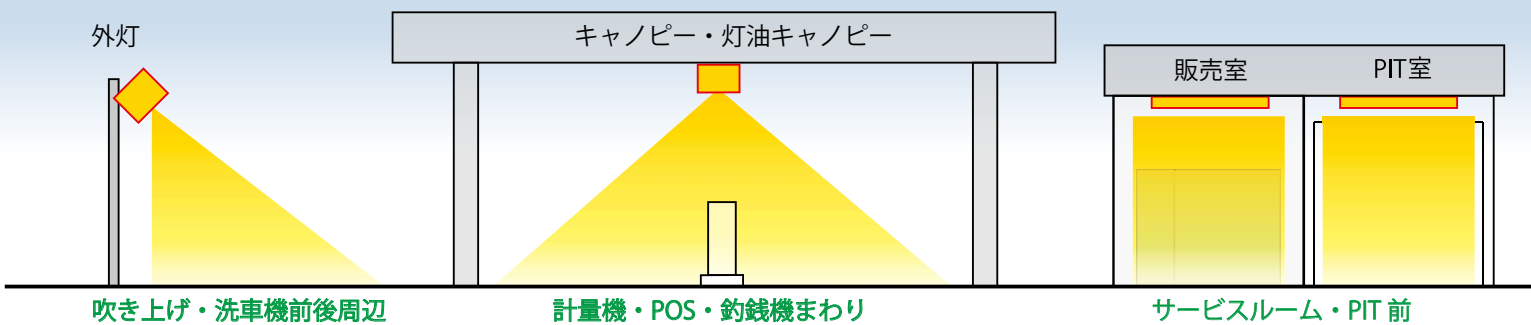 外灯
キャノピー・灯油キャノピー
販売室
PIT室
吹き上げ・洗車機前後周辺
計量機・POS・釣銭機まわり
サービスルーム・PIT 前